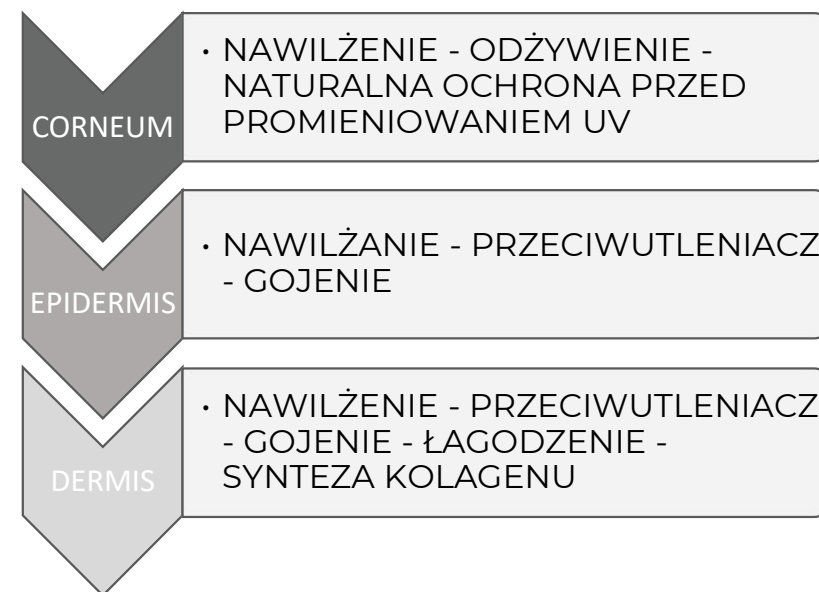 CORNEUM
• NAWILŻENIE - ODŻYWIENIE -
NATURALNA OCHRONA PRZED
PROMIENIOWANIEM UV
EPIDERMIS
• NAWILŻANIE - PRZECIWUTLENIACZ
- GOJENIE
DERMIS
• NAWILŻENIE - PRZECIWUTLENIACZ
- GOJENIE - ŁAGODZENIE -
SYNTEZA KOLAGENU